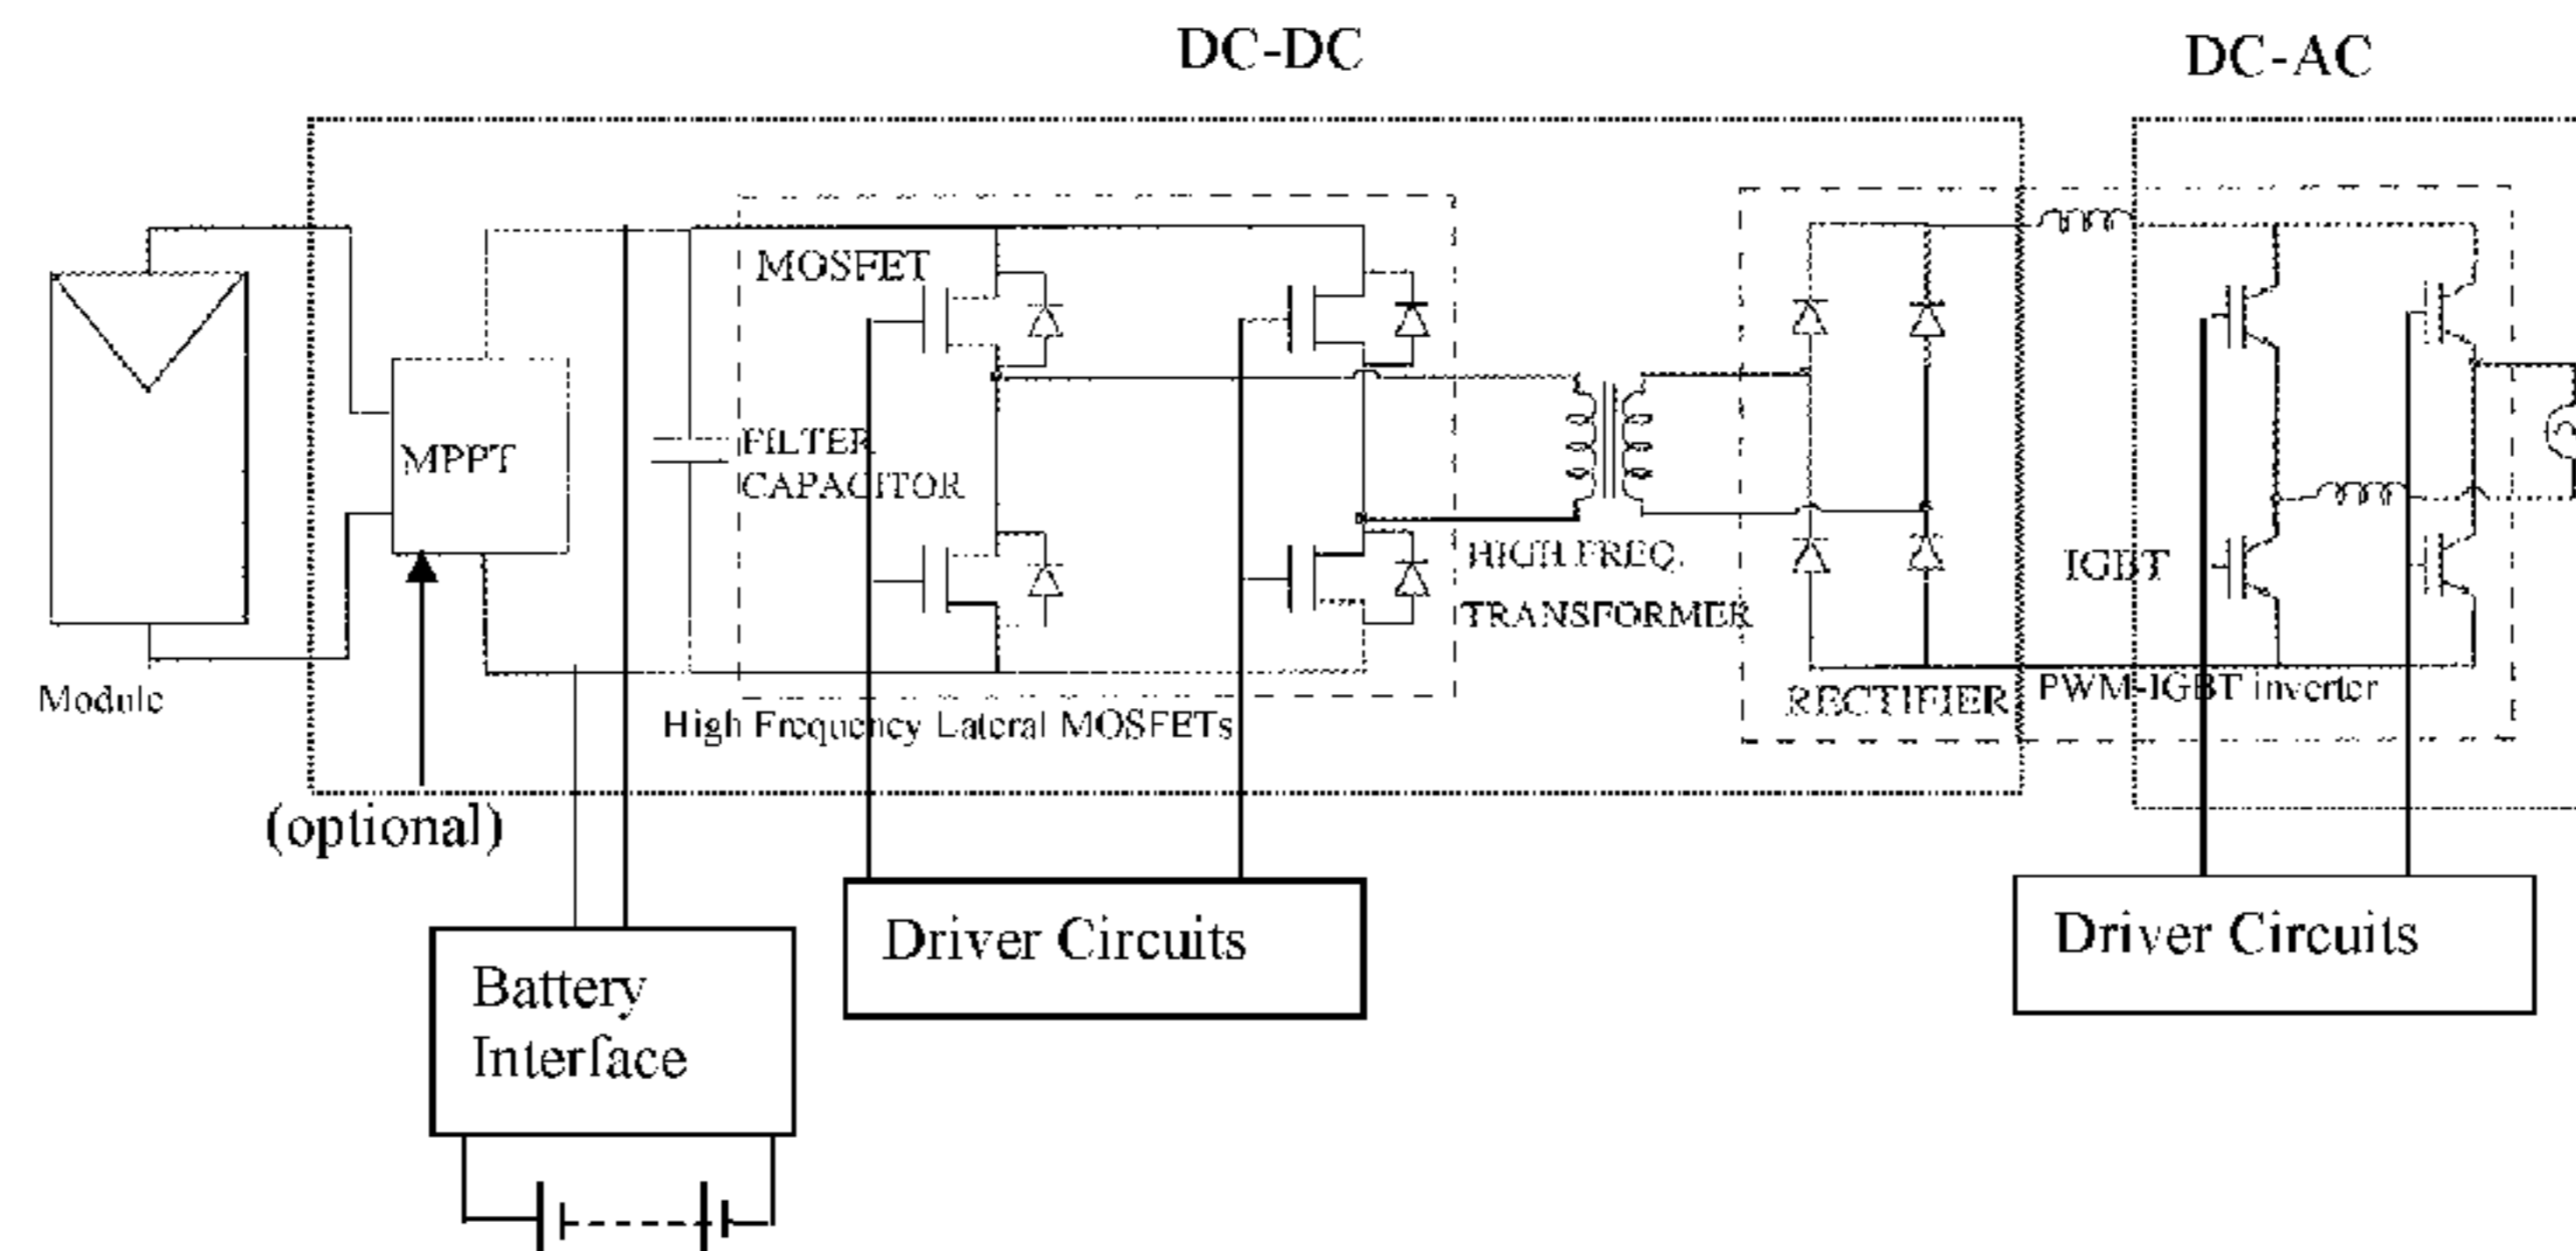 DC-DC
DC-AC
MOSFET
MPPT
FILTER
CAPACITOR
HIGH FREQ.
TRANSFORMER
IGBT
Module
High Frequency Lateral MOSFETs
RECTIFIER
PWM-IGBT inverter
(optional)
Driver Circuits
Driver Circuits
Battery
Interface